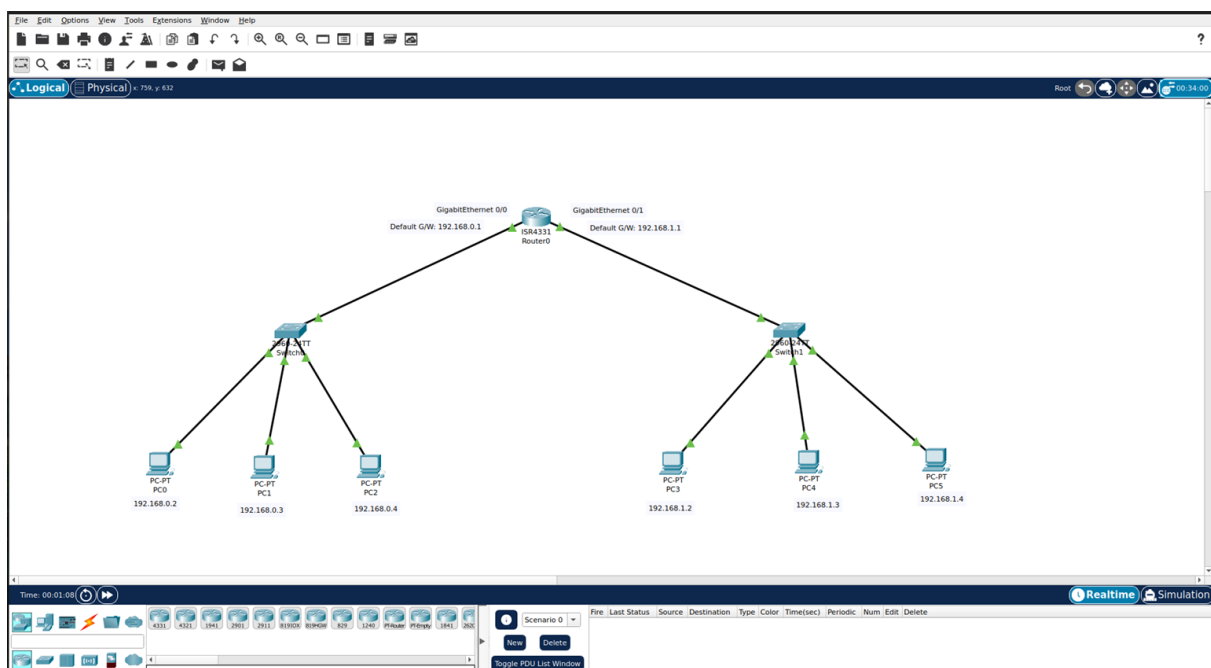 File Edit Options View Tools Extensions Window Help
?
Logical Physical x: 759, y: 632 Root 00:34:00
GigabitEthernet 0/0 GigabitEthernet 0/1
Default G/W: 192.168.0.1 Default G/W: 192.168.1.1
ISR4331
Router0
2960-24TT 2960-24TT
Switch0 Switch1
PC-PT PC-PT PC-PT PC-PT PC-PT PC-PT
PC0 PC1 PC2 PC3 PC4 PC5
192.168.0.2 192.168.0.3 192.168.0.4 192.168.1.2 192.168.1.3 192.168.1.4
Time: 00:01:08 Realtime Simulation
Scenario 0 Fire Last Status Source Destination Type Color Time(sec) Periodic Num Edit Delete
4331 4321 1941 2901 2911 819IOX 819HGW 829 1240 PT-Router PT-Empty 1841
New Delete
Toggle PDU List Window